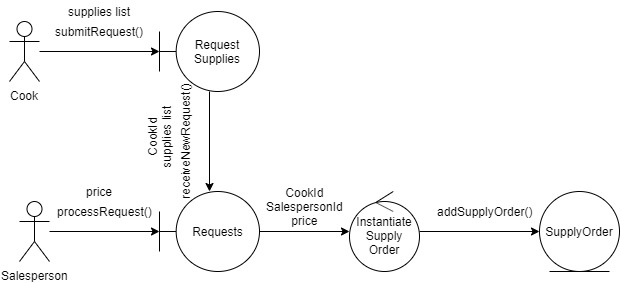 supplies list
submitRequest()
Request
Supplies
Cook
CookId
supplies list
receiveNewRequest()
price
processRequest()
Requests
CookId
SalespersonId
price
Instantiate
Supply
Order
addSupplyOrder()
SupplyOrder
Salesperson